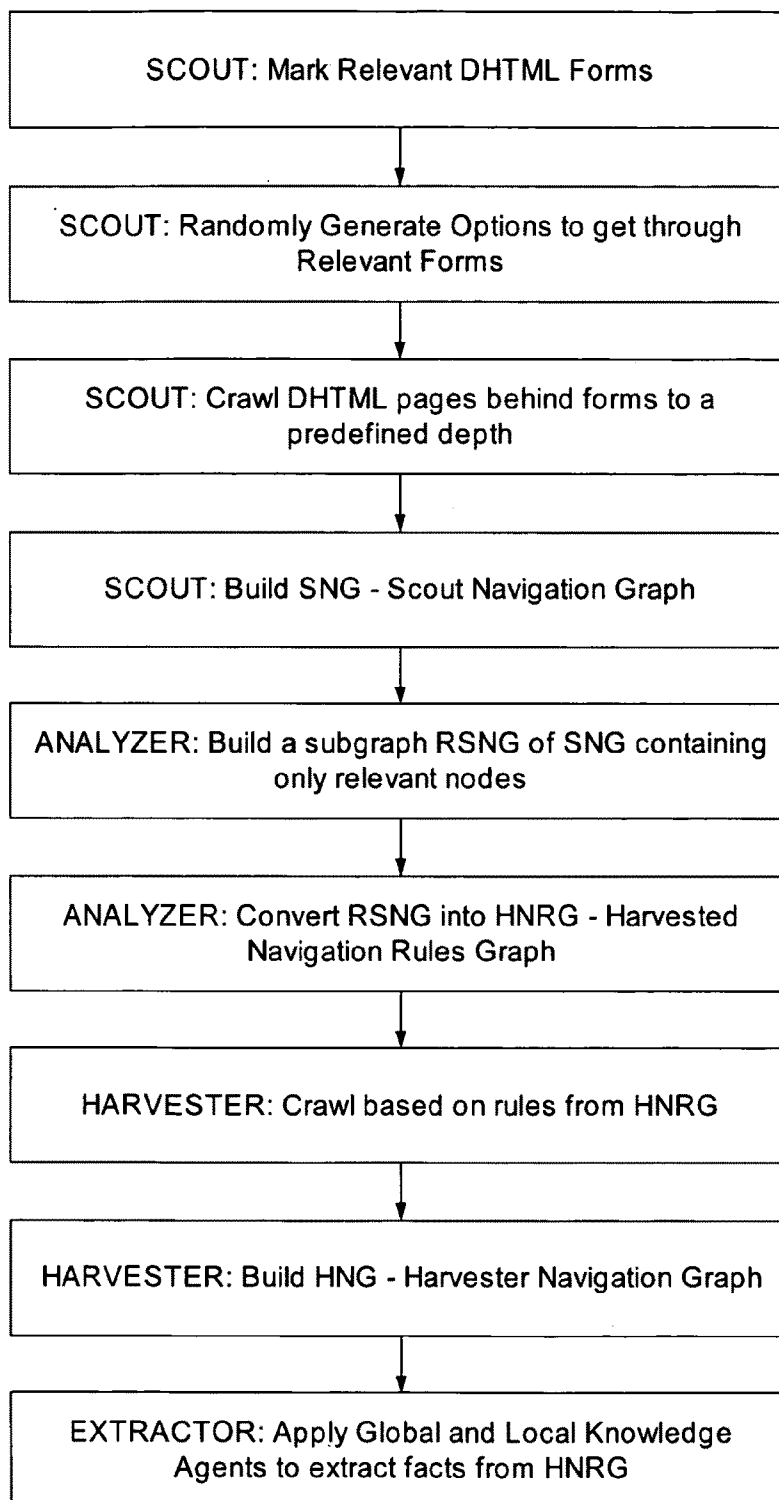 SCOUT: Mark Relevant DHTML Forms
SCOUT: Randomly Generate Options to get through
Relevant Forms
SCOUT: Crawl DHTML pages behind forms to a
predefined depth
SCOUT: Build SNG - Scout Navigation Graph
ANALYZER: Build a subgraph RSNG of SNG containing
only relevant nodes
ANALYZER: Convert RSNG into HNRG - Harvested
Navigation Rules Graph
HARVESTER: Crawl based on rules from HNRG
HARVESTER: Build HNG - Harvester Navigation Graph
EXTRACTOR: Apply Global and Local Knowledge
Agents to extract facts from HNRG